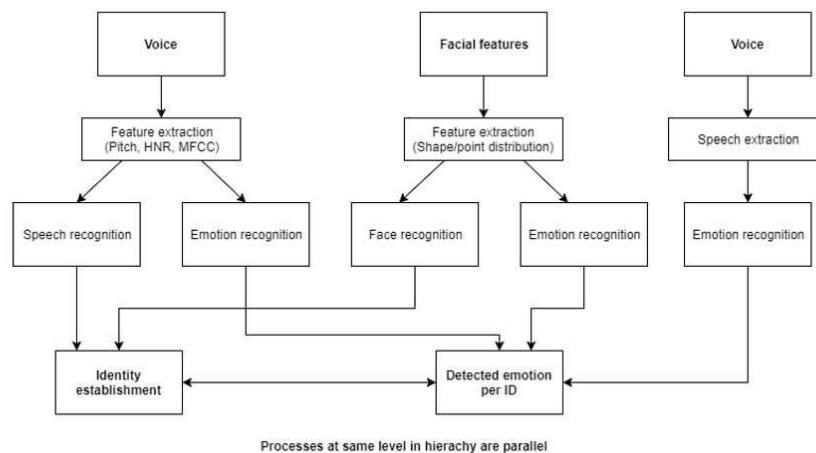 Voice
Facial features
Voice
Feature extraction
(Pitch, HNR, MFCC)
Feature extraction
(Shape/point distribution)
Speech extraction
Speech recognition
Emotion recognition
Face recognition
Emotion recognition
Emotion recognition
Identity
establishment
Detected emotion
per ID
Processes at same level in hierachy are parallel